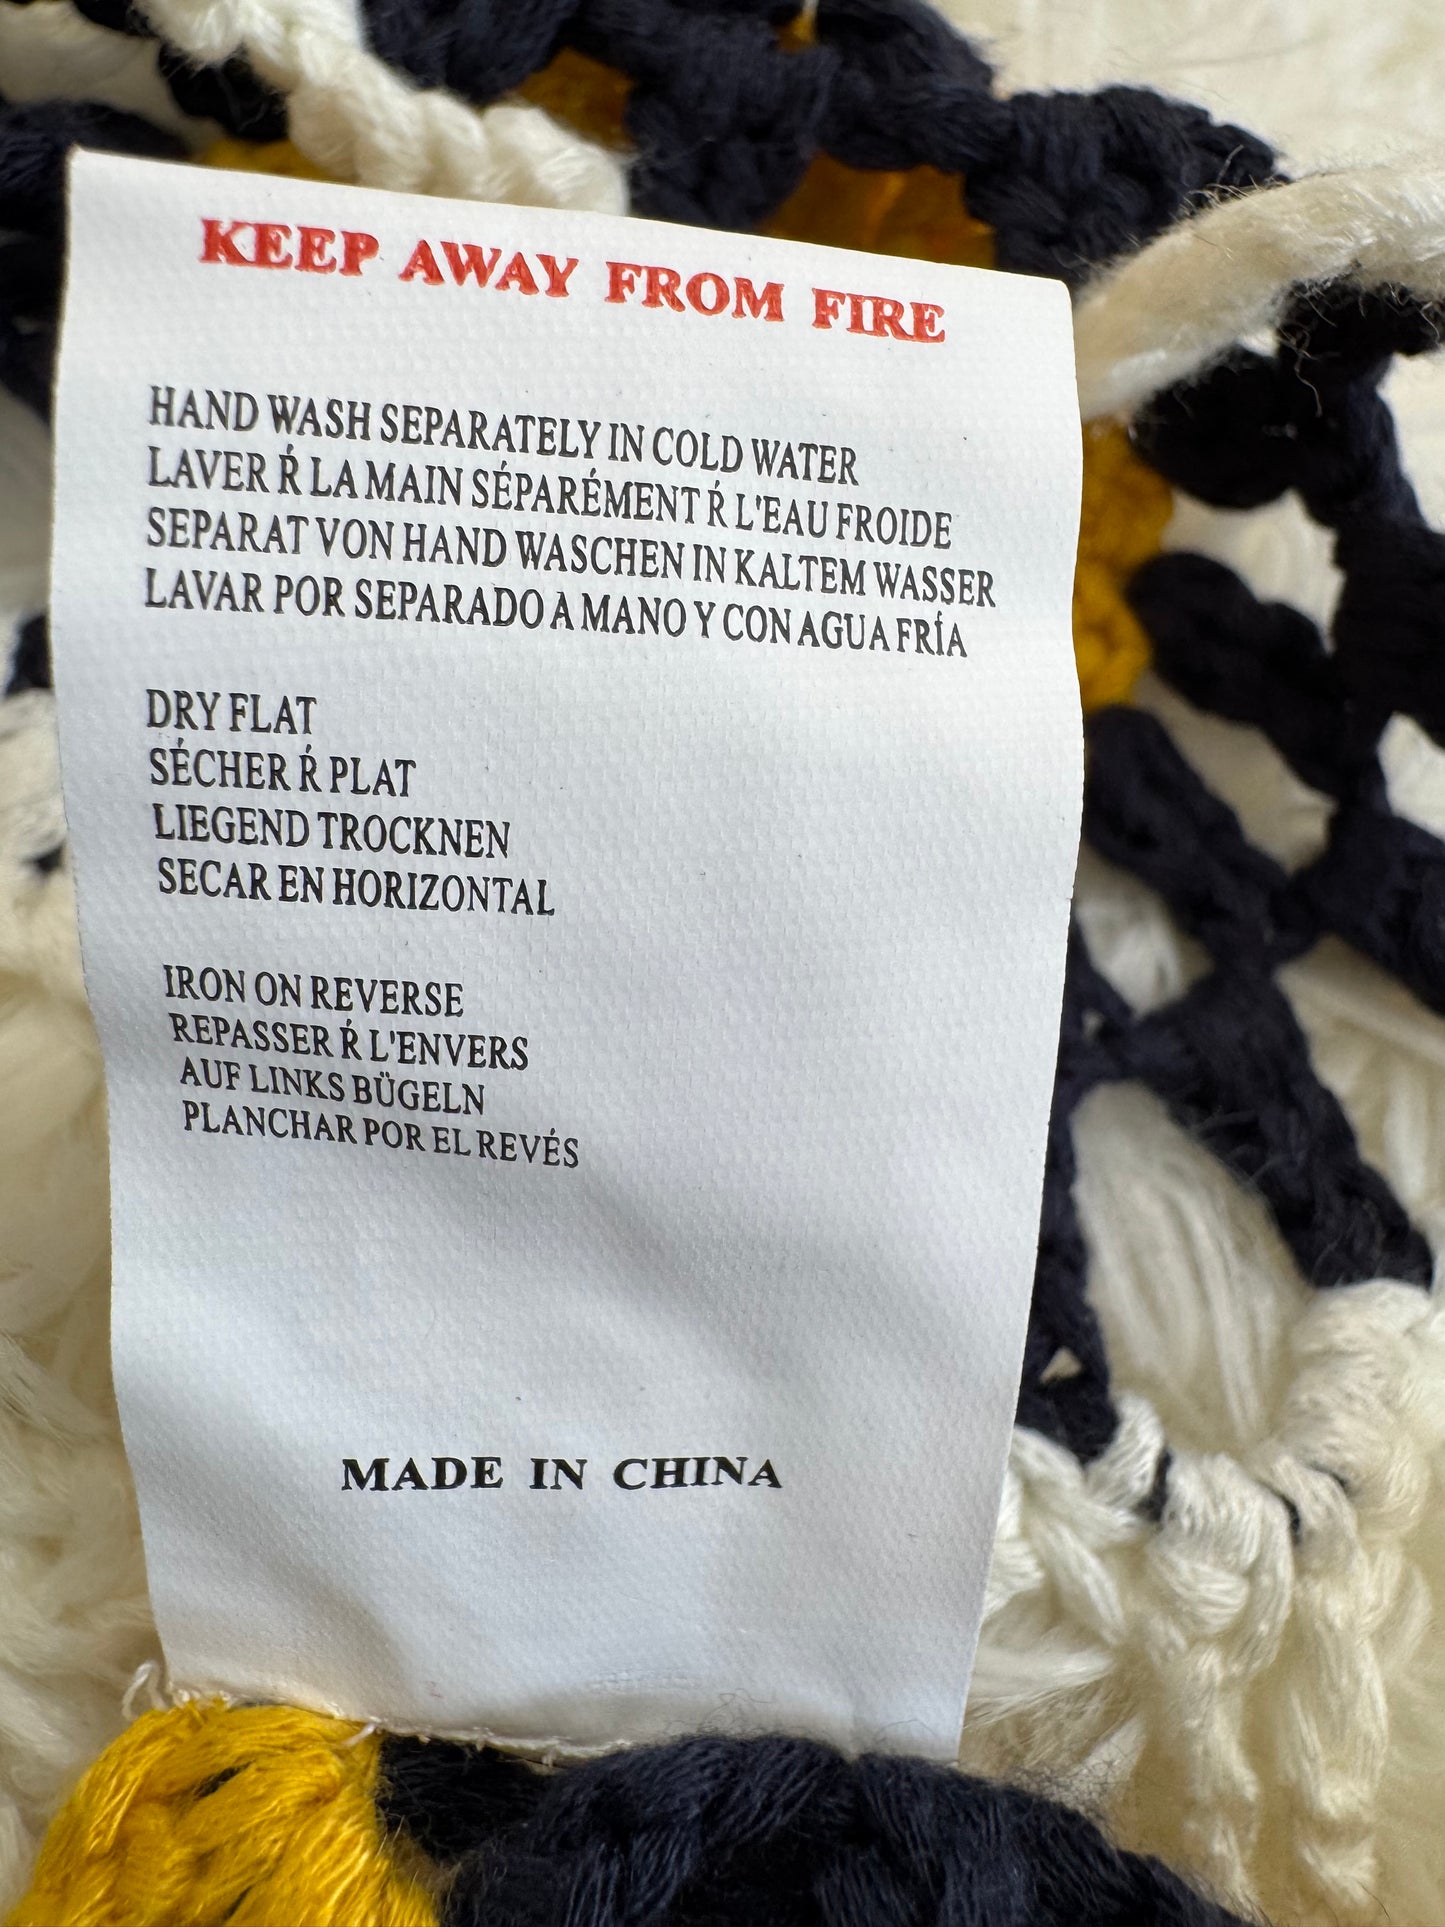 KEEP AWAY FROM FIRE
HAND WASH SEPARATELY IN COLD WATER
LAVER Ŕ LA MAIN SÉPARÉMENT Ŕ L'EAU FROIDE
SEPARAT VON HAND WASCHEN IN KALTEM WASSER
LAVAR POR SEPARADO A MANO Y CON AGUA FRÍA
DRY FLAT
SÉCHER Ŕ PLAT
LIEGEND TROCKNEN
SECAR EN HORIZONTAL
IRON ON REVERSE
REPASSER Ŕ L'ENVERS
AUF LINKS BÜGELN
PLANCHAR POR EL REVÉS
MADE IN CHINA